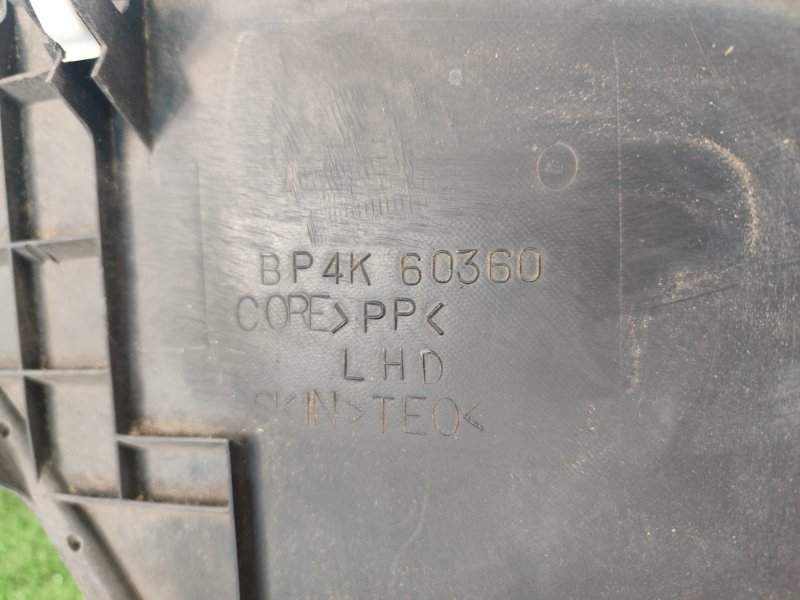 BP4K 60360
CORE >PP<
LHD
SKIN >TEO<